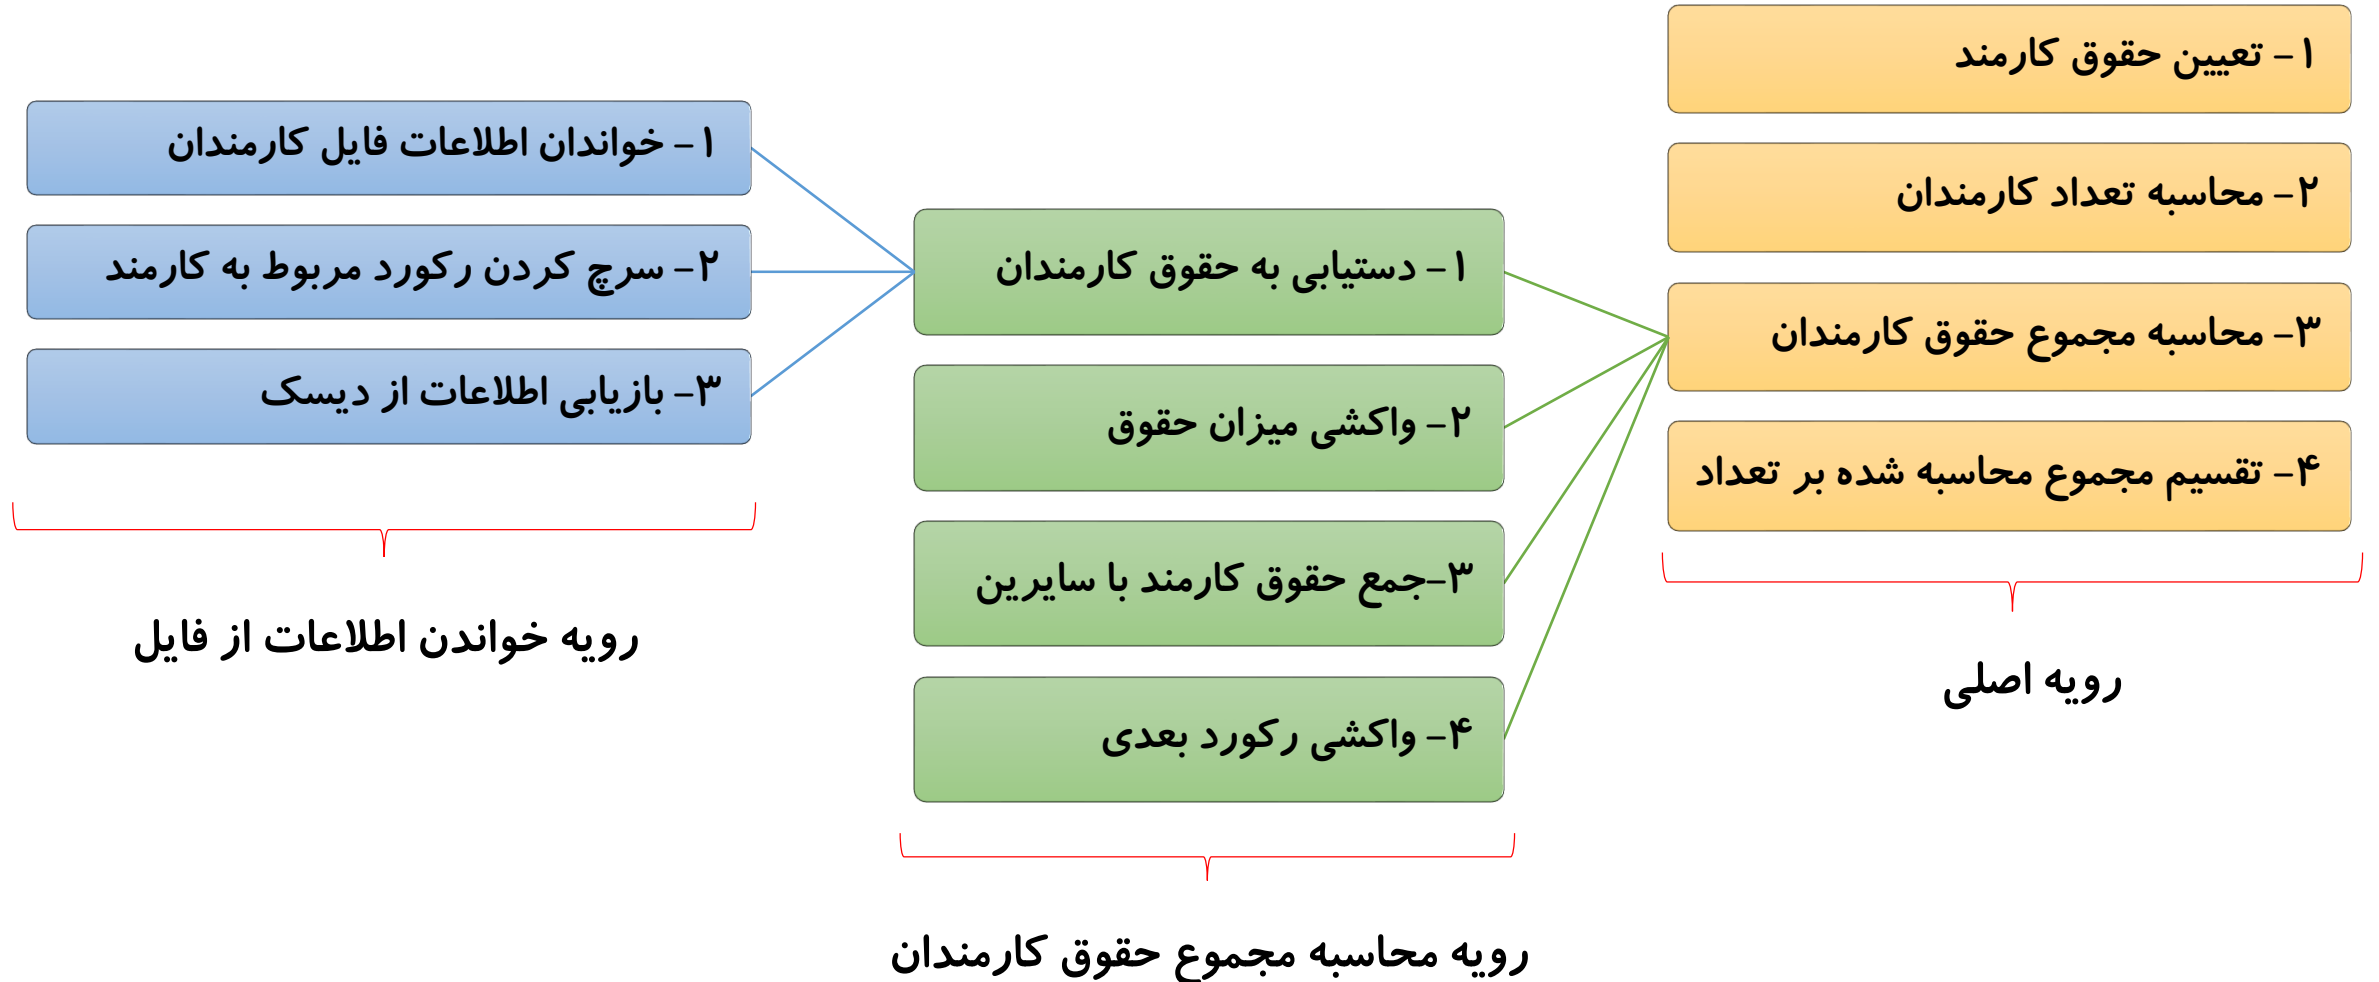 ۱- تعیین حقوق کارمند
۲- محاسبه تعداد کارمندان
۳- محاسبه مجموع حقوق کارمندان
۴- تقسیم مجموع محاسبه شده بر تعداد
رویه اصلی
۱- دستیابی به حقوق کارمندان
۲- واکشی میزان حقوق
۳-جمع حقوق کارمند با سایرین
۴- واکشی رکورد بعدی
رویه محاسبه مجموع حقوق کارمندان
۱- خواندان اطلاعات فایل کارمندان
۲- سرچ کردن رکورد مربوط به کارمند
۳- بازیابی اطلاعات از دیسک
رویه خواندن اطلاعات از فایل